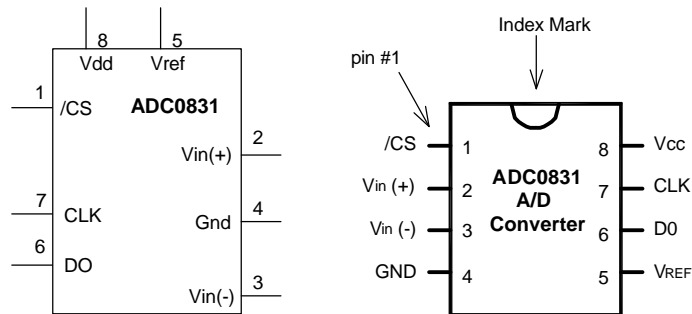 8
5
Vdd
Vref
1
/CS
ADC0831
2
Vin(+)
7
CLK
4
Gnd
6
DO
3
Vin(-)
Index Mark
pin #1
/CS 1 8 Vcc
Vin (+) 2 ADC0831 7 CLK
A/D
Vin (-) 3 Converter 6 D0
GND 4 5 VREF